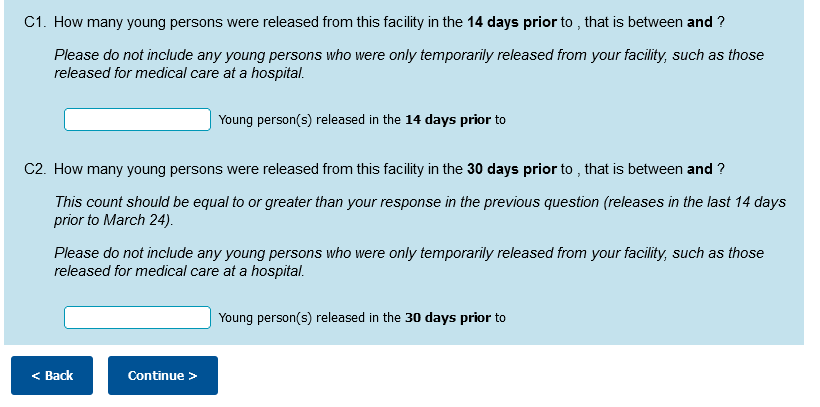 C1. How many young persons were released from this facility in the 14 days prior to , that is between and ?
Please do not include any young persons who were only temporarily released from your facility, such as those
released for medical care at a hospital.
Young person(s) released in the 14 days prior to
C2. How many young persons were released from this facility in the 30 days prior to , that is between and ?
This count should be equal to or greater than your response in the previous question (releases in the last 14 days
prior to March 24).
Please do not include any young persons who were only temporarily released from your facility, such as those
released for medical care at a hospital.
Young person(s) released in the 30 days prior to
< Back
Continue >